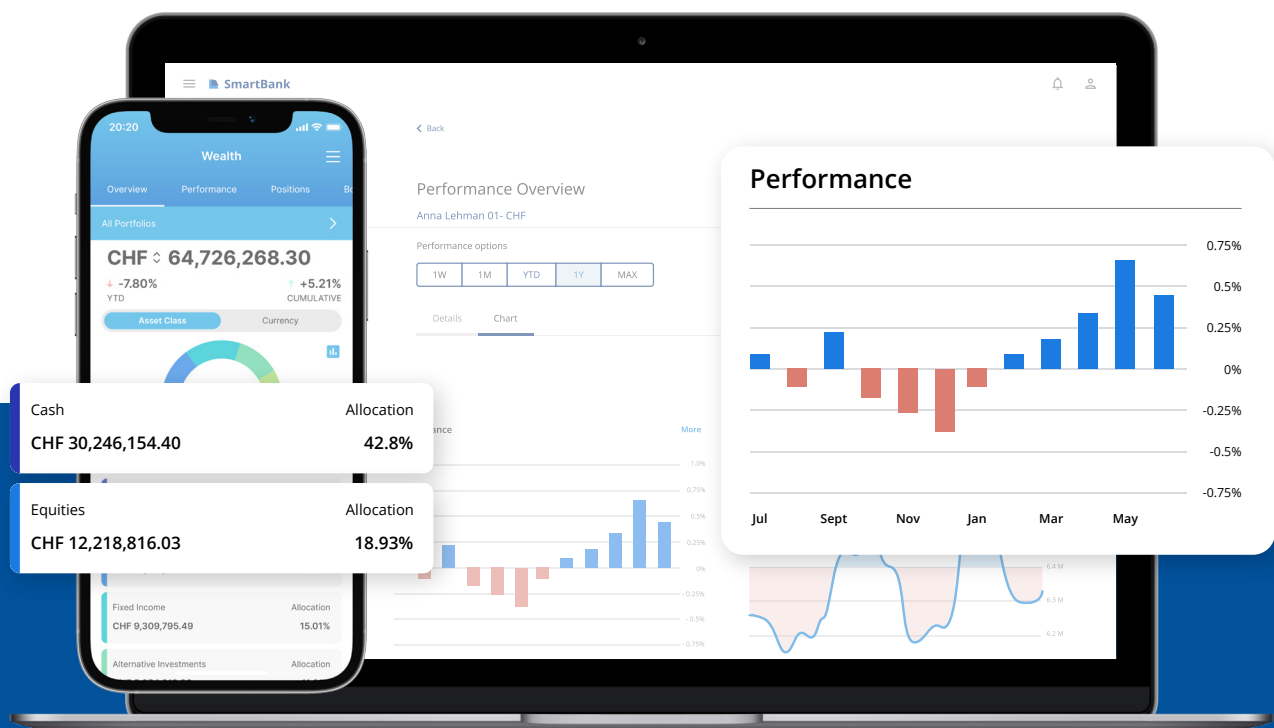 SmartBank
Back
Performance Overview
Anna Lehman 01- CHF
Performance options
1W 1M YTD 1Y MAX
Details Chart
More
1,0%
0.75%
0.5%
0.25%
0%
- 0.25%
- 0.5%
- 0.75%
6.4 M
6.3 M
6.2 M
20:20
Wealth
Overview Performance Positions
All Portfolios
CHF 64,726,268.30
-7.80% +5.21%
YTD CUMULATIVE
Asset Class Currency
Cash Allocation
CHF 30,246,154.40 42.8%
Equities Allocation
CHF 12,218,816.03 18.93%
Fixed Income Allocation
CHF 9,309,795.49 15.01%
Alternative Investments Allocation
Performance
0.75%
0.5%
0.25%
0%
-0.25%
-0.5%
-0.75%
Jul Sept Nov Jan Mar May